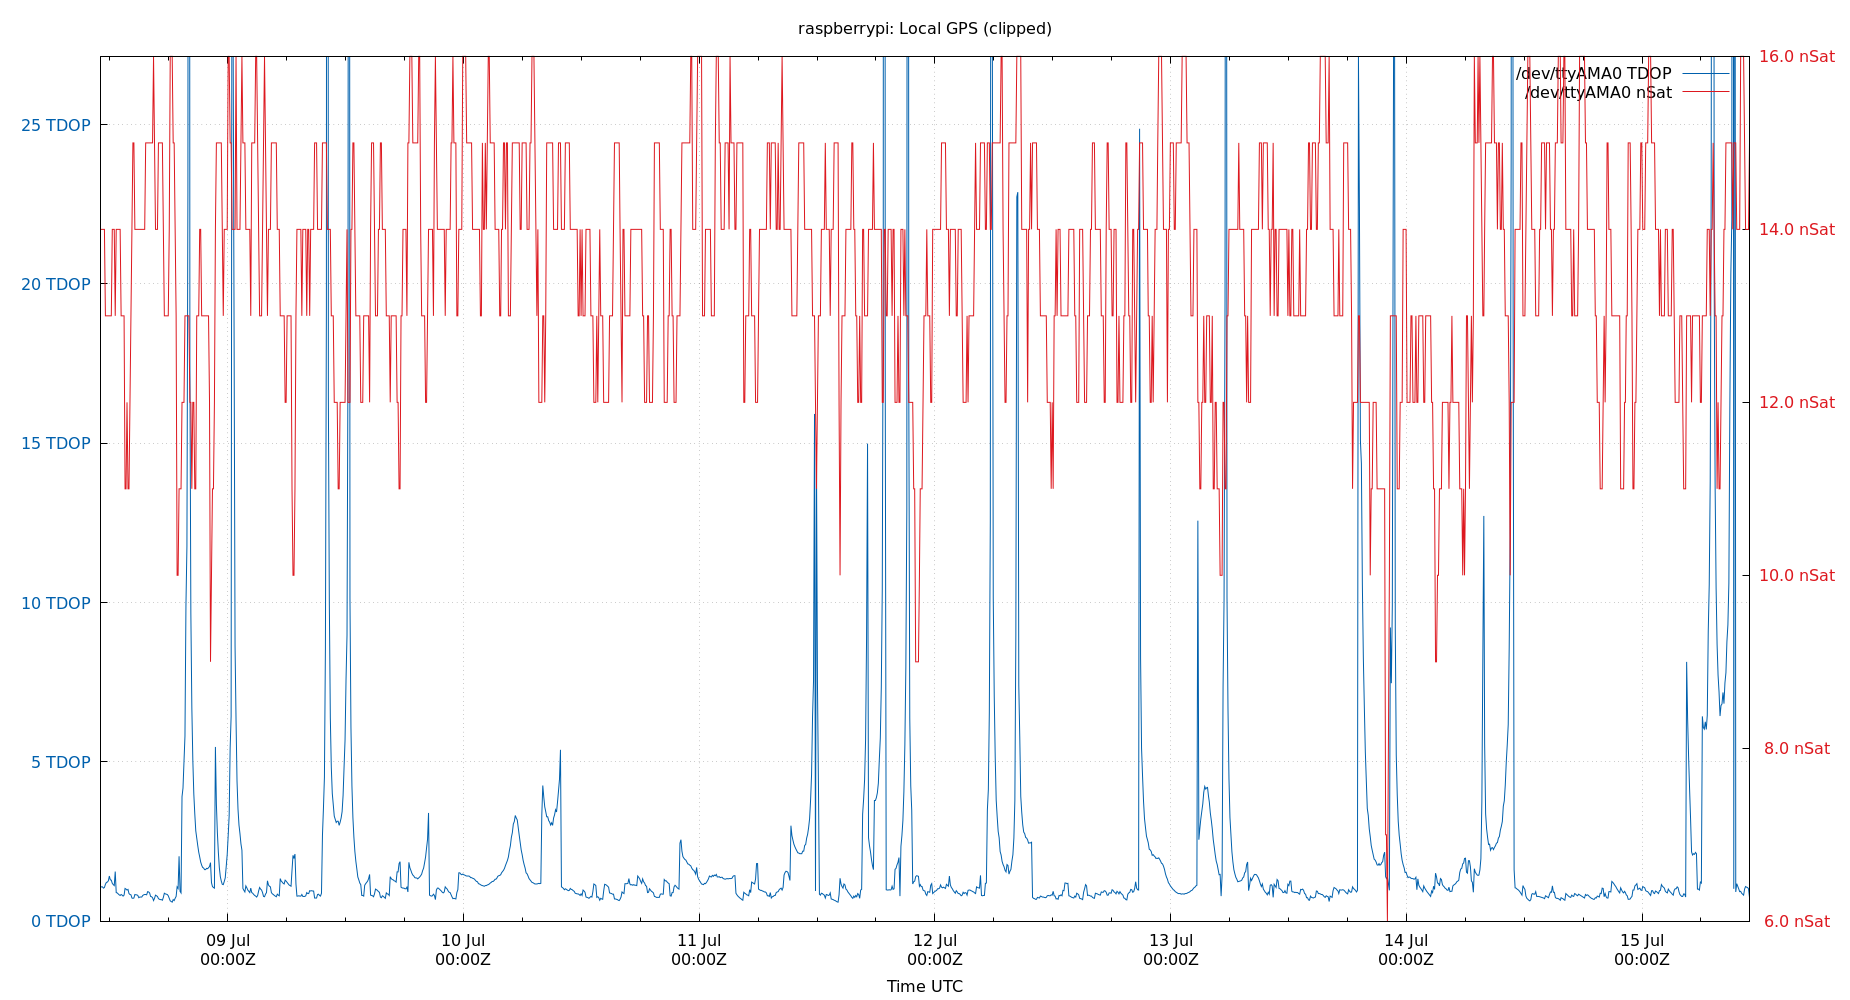 raspberrypi: Local GPS (clipped)
/dev/ttyAMA0 TDOP
/dev/ttyAMA0 nSat
25 TDOP
20 TDOP
15 TDOP
10 TDOP
5 TDOP
0 TDOP
16.0 nSat
14.0 nSat
12.0 nSat
10.0 nSat
8.0 nSat
6.0 nSat
09 Jul
00:00Z
10 Jul
00:00Z
11 Jul
00:00Z
12 Jul
00:00Z
13 Jul
00:00Z
14 Jul
00:00Z
15 Jul
00:00Z
Time UTC